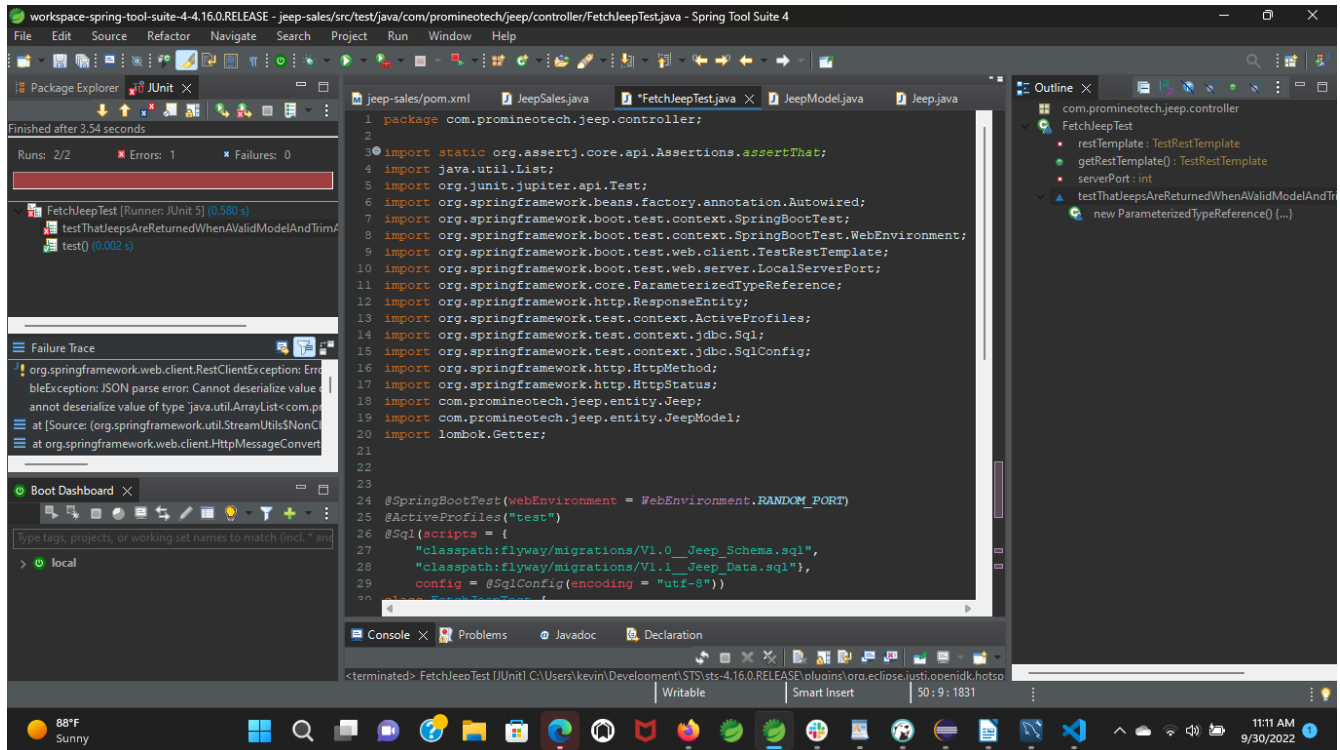 workspace-spring-tool-suite-4-4.16.0.RELEASE - jeep-sales/src/test/java/com/promineotech/jeep/controller/FetchJeepTest.java - Spring Tool Suite 4
File Edit Source Refactor Navigate Search Project Run Window Help
Package Explorer JUnit
Finished after 3.54 seconds
Runs: 2/2 Errors: 1 Failures: 0
FetchJeepTest [Runner: JUnit 5] (0.580 s)
testThatJeepsAreReturnedWhenAValidModelAndTrimA
test() (0.002 s)
Failure Trace
org.springframework.web.client.RestClientException: Erro
bleException: JSON parse error: Cannot deserialize value o
annot deserialize value of type `java.util.ArrayList<com.pr
at [Source: (org.springframework.util.StreamUtils$NonCl
at org.springframework.web.client.HttpMessageConvert
Boot Dashboard
Type tags, projects, or working set names to match (incl. * and
local
jeep-sales/pom.xml JeepSales.java *FetchJeepTest.java JeepModel.java Jeep.java
1 package com.promineotech.jeep.controller;
2
3 import static org.assertj.core.api.Assertions.assertThat;
4 import java.util.List;
5 import org.junit.jupiter.api.Test;
6 import org.springframework.beans.factory.annotation.Autowired;
7 import org.springframework.boot.test.context.SpringBootTest;
8 import org.springframework.boot.test.context.SpringBootTest.WebEnvironment;
9 import org.springframework.boot.test.web.client.TestRestTemplate;
10 import org.springframework.boot.test.web.server.LocalServerPort;
11 import org.springframework.core.ParameterizedTypeReference;
12 import org.springframework.http.ResponseEntity;
13 import org.springframework.test.context.ActiveProfiles;
14 import org.springframework.test.context.jdbc.Sql;
15 import org.springframework.test.context.jdbc.SqlConfig;
16 import org.springframework.http.HttpMethod;
17 import org.springframework.http.HttpStatus;
18 import com.promineotech.jeep.entity.Jeep;
19 import com.promineotech.jeep.entity.JeepModel;
20 import lombok.Getter;
21
22
23
24 @SpringBootTest(webEnvironment = WebEnvironment.RANDOM_PORT)
25 @ActiveProfiles("test")
26 @Sql(scripts = {
27 "classpath:flyway/migrations/V1.0__Jeep_Schema.sql",
28 "classpath:flyway/migrations/V1.1__Jeep_Data.sql"},
29 config = @SqlConfig(encoding = "utf-8"))
30 class FetchJeepTest {
Console Problems Javadoc Declaration
<terminated> FetchJeepTest [JUnit] C:\Users\kevin\Development\STS\sts-4.16.0.RELEASE\plugins\org.eclipse.justj.openjdk.hotsp
Outline
com.promineotech.jeep.controller
FetchJeepTest
restTemplate : TestRestTemplate
getRestTemplate() : TestRestTemplate
serverPort : int
testThatJeepsAreReturnedWhenAValidModelAndTri
new ParameterizedTypeReference() {...}
Writable Smart Insert 50 : 9 : 1831
88°F
Sunny
11:11 AM
9/30/2022
1